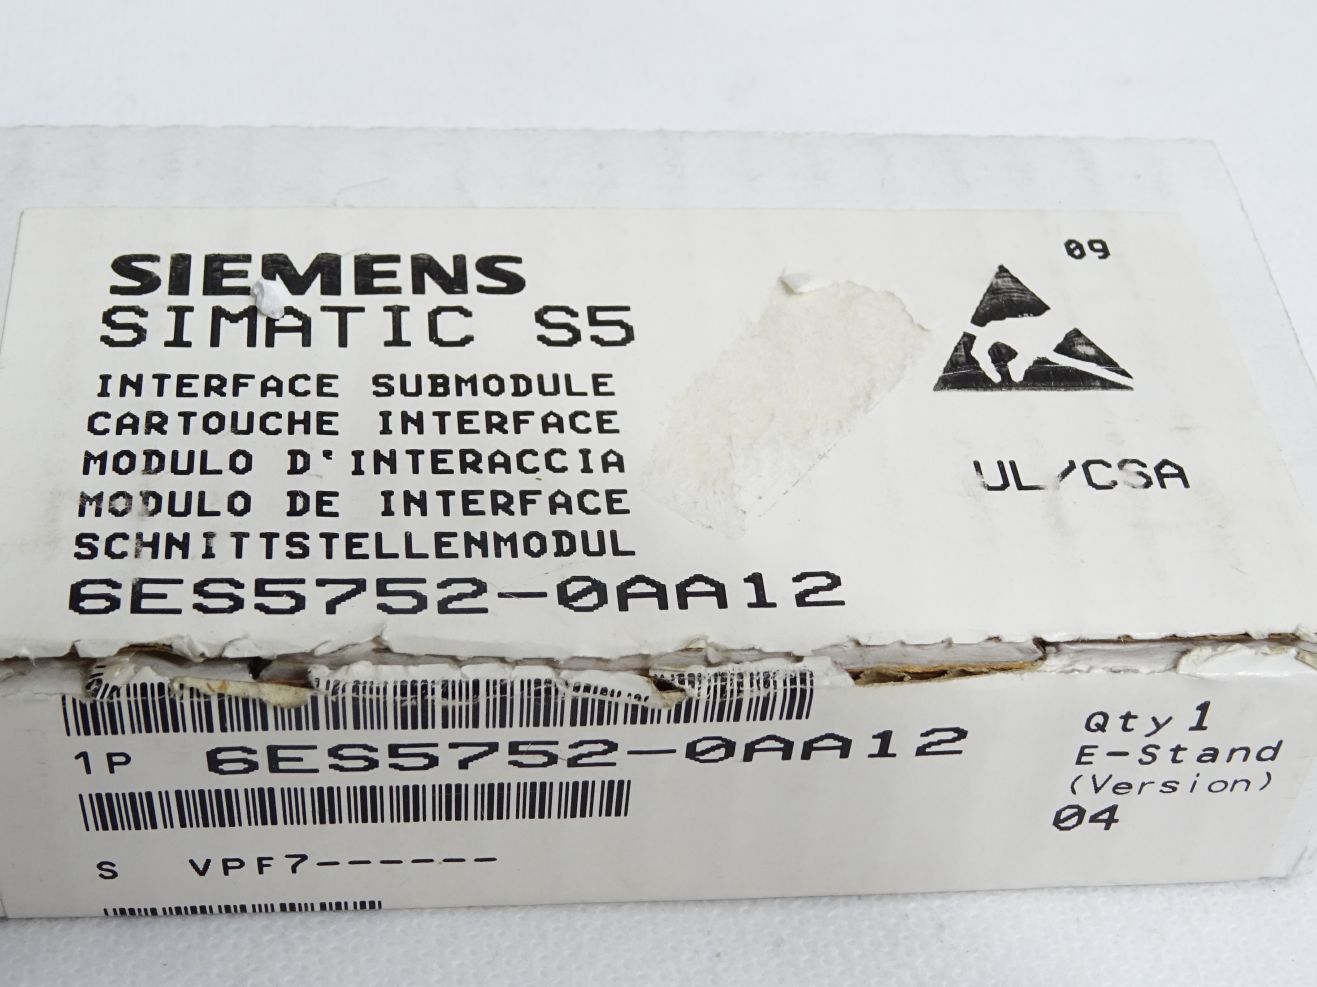 SIEMENS
SIMATIC S5
INTERFACE SUBMODULE
CARTOUCHE INTERFACE
MODULO D'INTERACCIA
MODULO DE INTERFACE
SCHNITTSTELLENMODUL
6ES5752-0AA12
09
UL/CSA
1P 6ES5752-0AA12
S VPF7------
Qty 1
E-Stand
(Version)
04